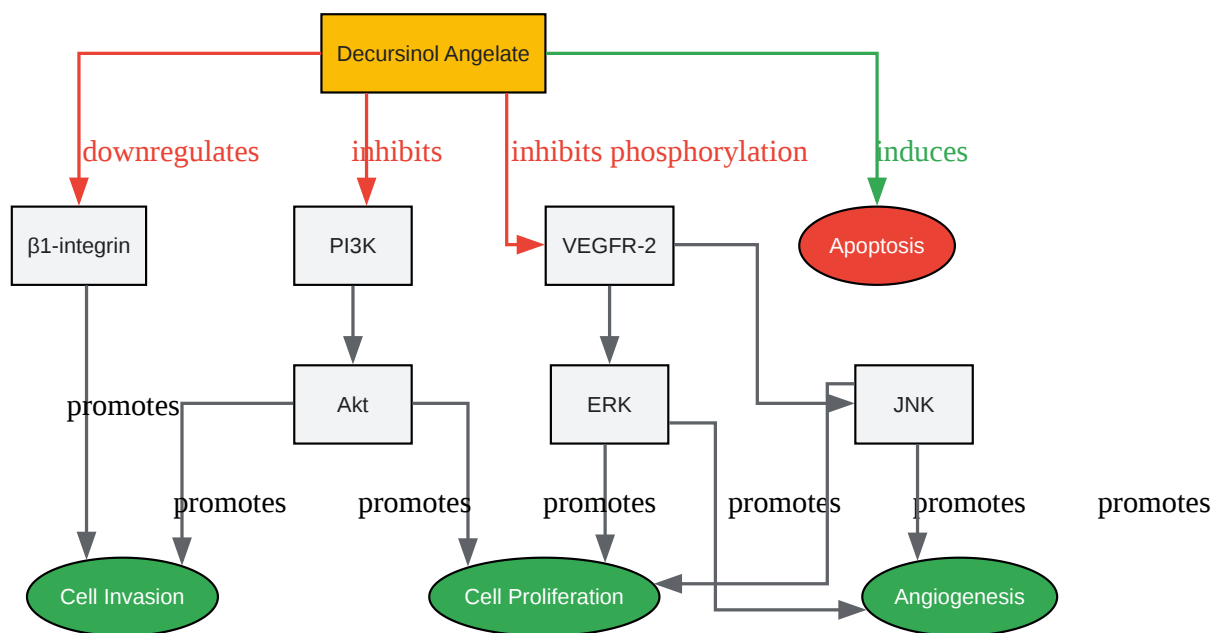 Decursinol Angelate
downregulates
inhibits
inhibits phosphorylation
induces
β1-integrin
PI3K
VEGFR-2
Apoptosis
promotes
Akt
ERK
JNK
promotes
promotes
promotes
promotes
promotes
promotes
Cell Invasion
Cell Proliferation
Angiogenesis